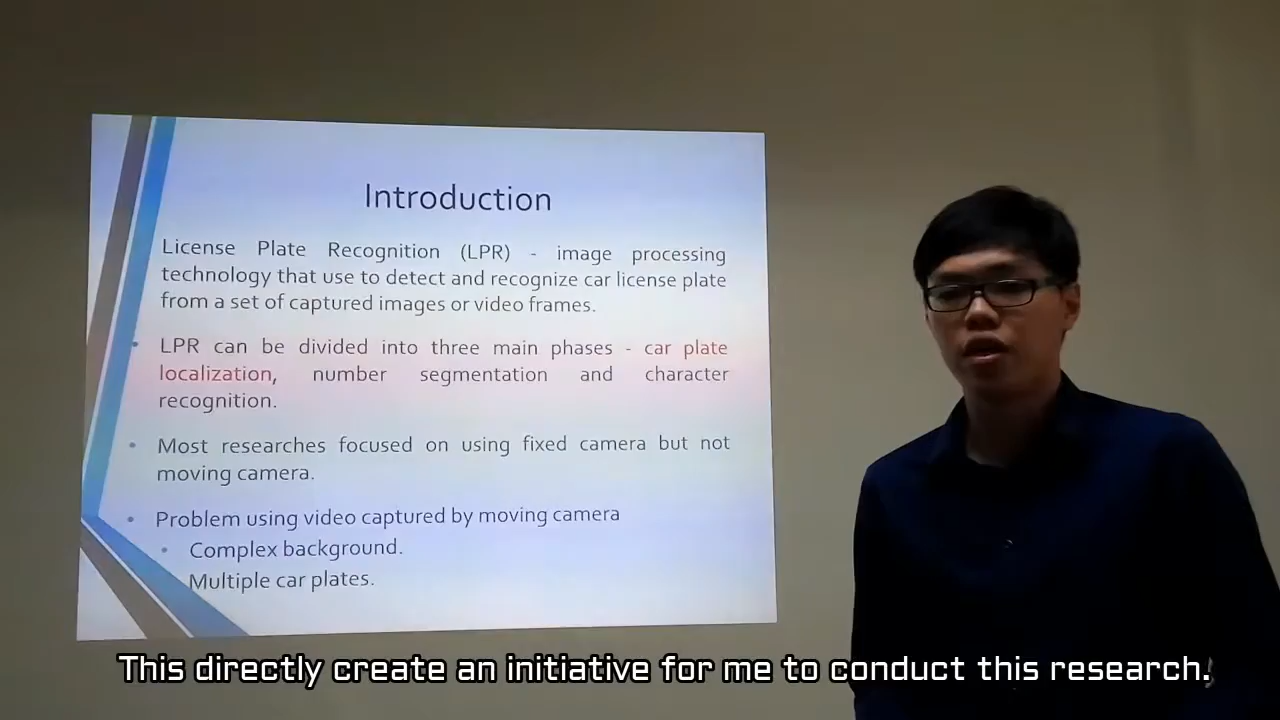 Introduction
License Plate Recognition (LPR) - image processing
technology that use to detect and recognize car license plate
from a set of captured images or video frames.
• LPR can be divided into three main phases - car plate
localization, number segmentation and character
recognition.
• Most researches focused on using fixed camera but not
moving camera.
• Problem using video captured by moving camera
• Complex background.
Multiple car plates.
This directly create an initiative for me to conduct this research.